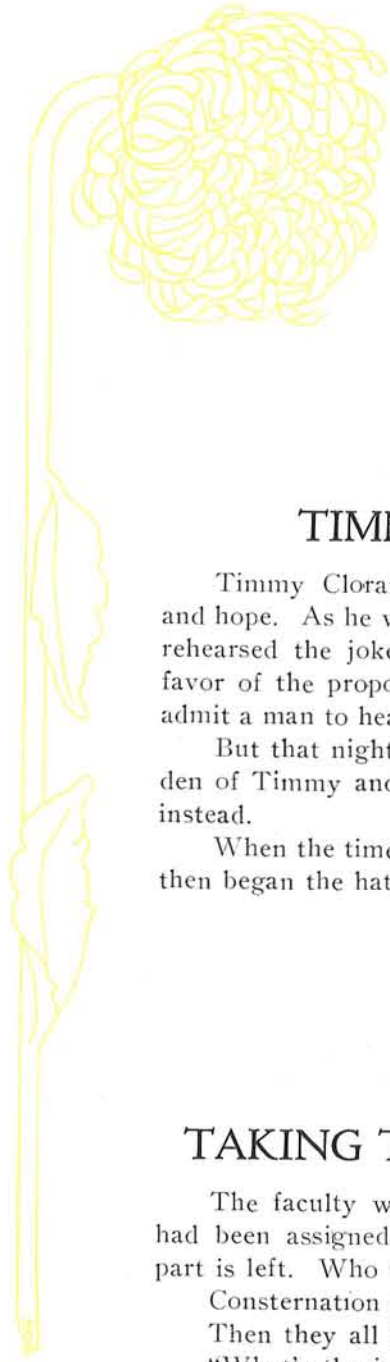 TIM
Timmy Clora
and hope. As he w
rehearsed the joke
favor of the propo
admit a man to hea
But that night
den of Timmy and
instead.
When the time
then began the hat
TAKING T
The faculty w
had been assigned
part is left. Who
Consternation
Then they all